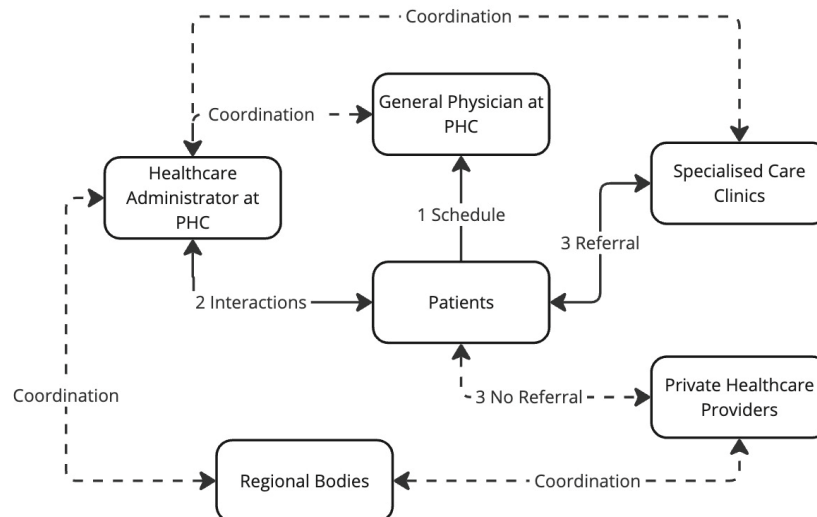 Coordination
General Physician at
PHC
Coordination
Healthcare
Administrator at
PHC
Specialised Care
Clinics
1 Schedule
3 Referral
2 Interactions
Patients
Private Healthcare
Providers
3 No Referral
Coordination
Regional Bodies
Coordination